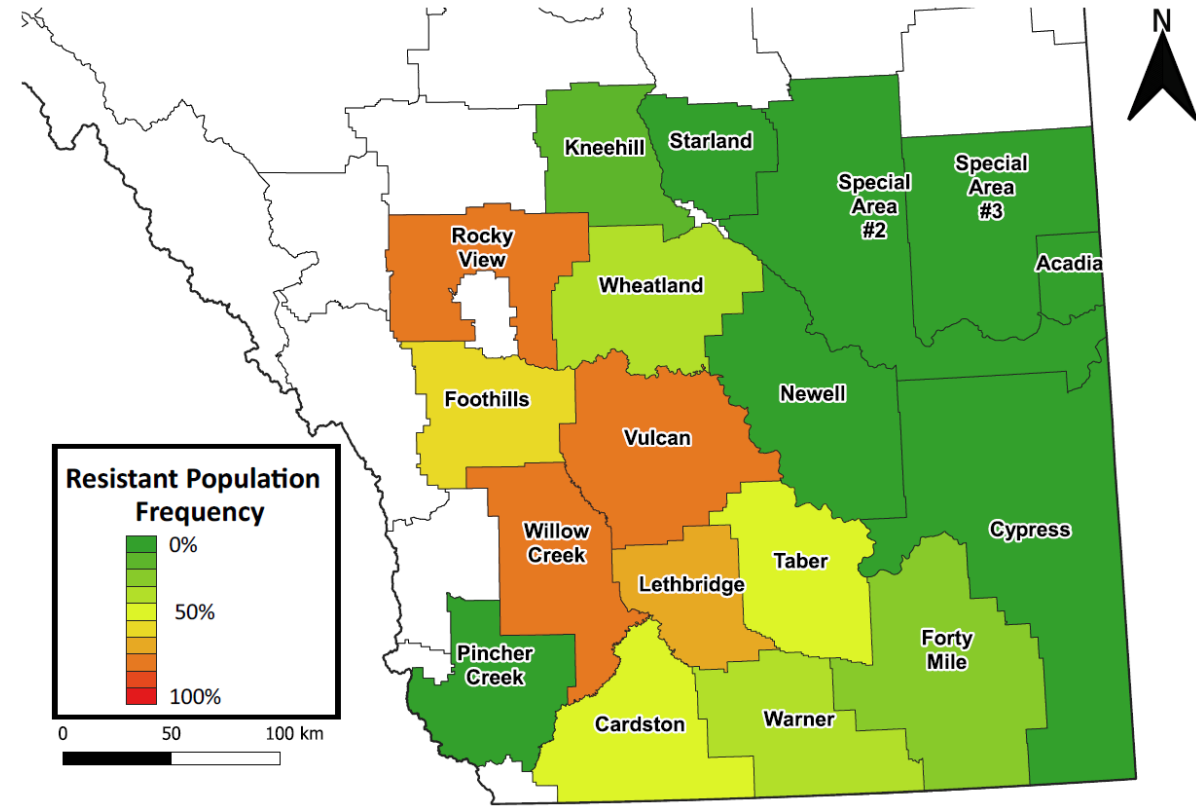 N
Kneehill
Starland
Special
Area
#2
Special
Area
#3
Acadia
Rocky
View
Wheatland
Foothills
Newell
Vulcan
Resistant Population
Frequency
0%
50%
100%
0
50
100 km
Willow
Creek
Lethbridge
Taber
Cypress
Pincher
Creek
Forty
Mile
Cardston
Warner